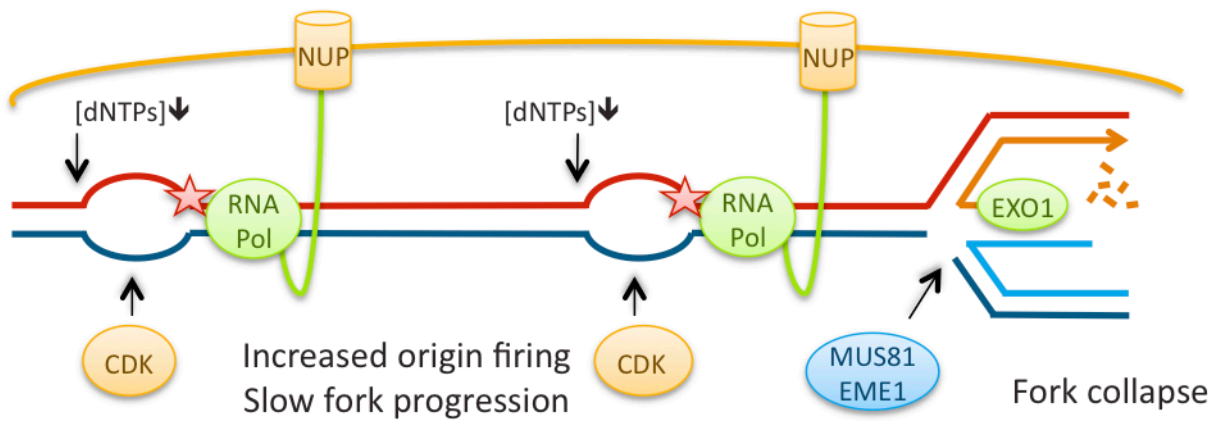 NUP
NUP
[dNTPs]🡻
[dNTPs]🡻
RNA
Pol
RNA
Pol
EXO1
CDK
Increased origin firing
Slow fork progression
CDK
MUS81
EME1
Fork collapse